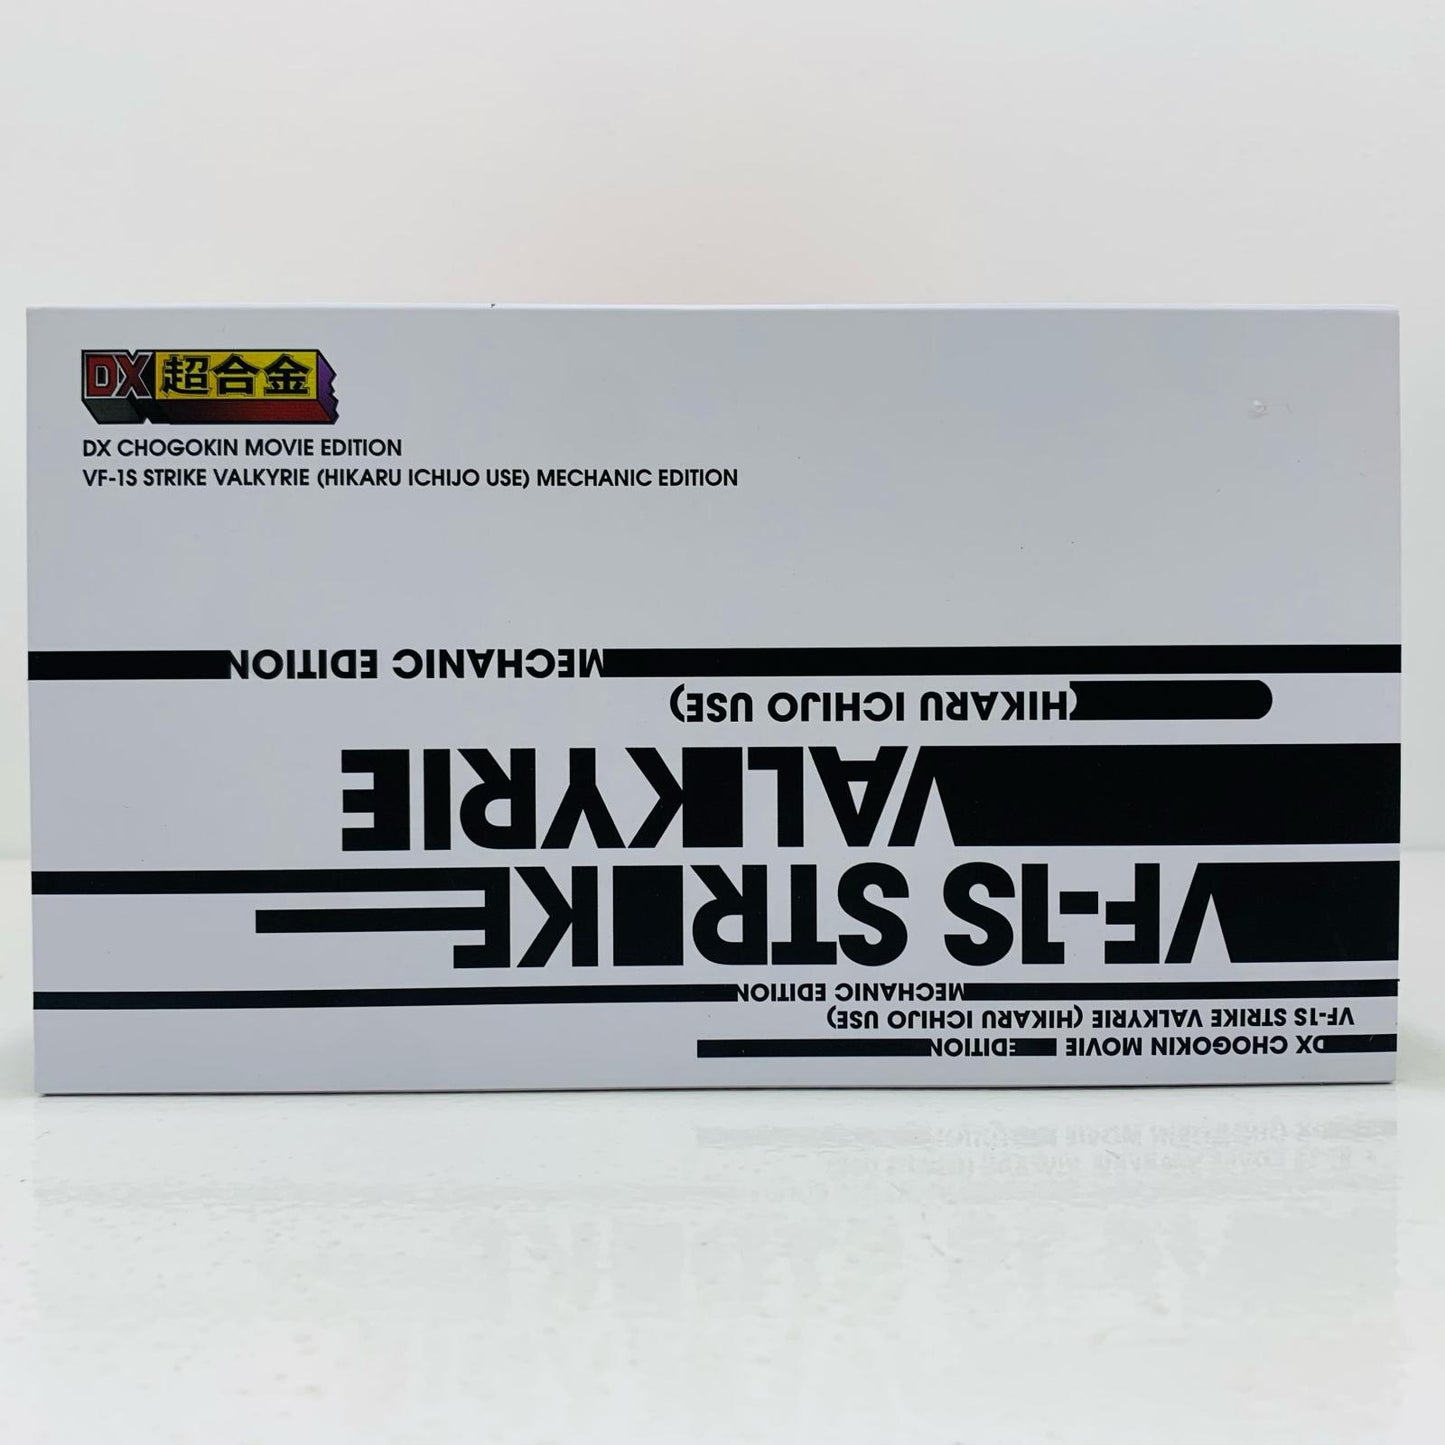 DX超合金
DX CHOGOKIN MOVIE EDITION
VF-1S STRIKE VALKYRIE (HIKARU ICHIJO USE) MECHANIC EDITION
DX CHOGOKIN MOVIE EDITION
VF-1S STRIKE VALKYRIE (HIKARU ICHIJO USE)
MECHANIC EDITION
VF-1S STRIKE
VALKYRIE
(HIKARU ICHIJO USE)
MECHANIC EDITION